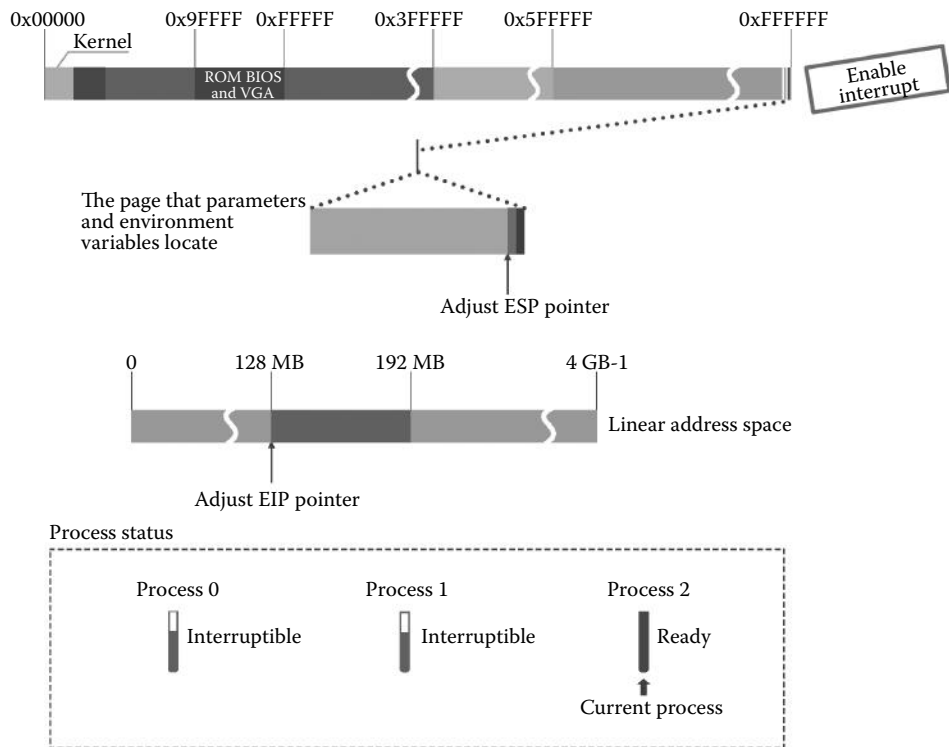 0x00000 0x9FFFF 0xFFFFF 0x3FFFFF 0x5FFFFF 0xFFFFFF
Kernel
ROM BIOS
and VGA
Enable
interrupt
The page that parameters
and environment
variables locate
Adjust ESP pointer
0 128 MB 192 MB 4 GB-1
Linear address space
Adjust EIP pointer
Process status
Process 0 Process 1 Process 2
Interruptible Interruptible Ready
Current process